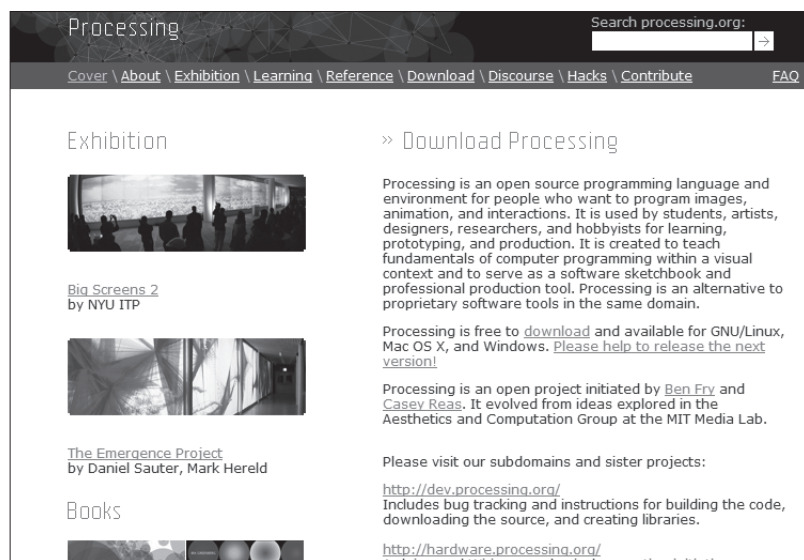 Processing
Search processing.org:
→
Cover \ About \ Exhibition \ Learning \ Reference \ Download \ Discourse \ Hacks \ Contribute
FAQ
Exhibition
Big Screens 2
by NYU ITP
The Emergence Project
by Daniel Sauter, Mark Hereld
Books
» Download Processing
Processing is an open source programming language and
environment for people who want to program images,
animation, and interactions. It is used by students, artists,
designers, researchers, and hobbyists for learning,
prototyping, and production. It is created to teach
fundamentals of computer programming within a visual
context and to serve as a software sketchbook and
professional production tool. Processing is an alternative to
proprietary software tools in the same domain.
Processing is free to download and available for GNU/Linux,
Mac OS X, and Windows. Please help to release the next
version!
Processing is an open project initiated by Ben Fry and
Casey Reas. It evolved from ideas explored in the
Aesthetics and Computation Group at the MIT Media Lab.
Please visit our subdomains and sister projects:
http://dev.processing.org/
Includes bug tracking and instructions for building the code,
downloading the source, and creating libraries.
http://hardware.processing.org/